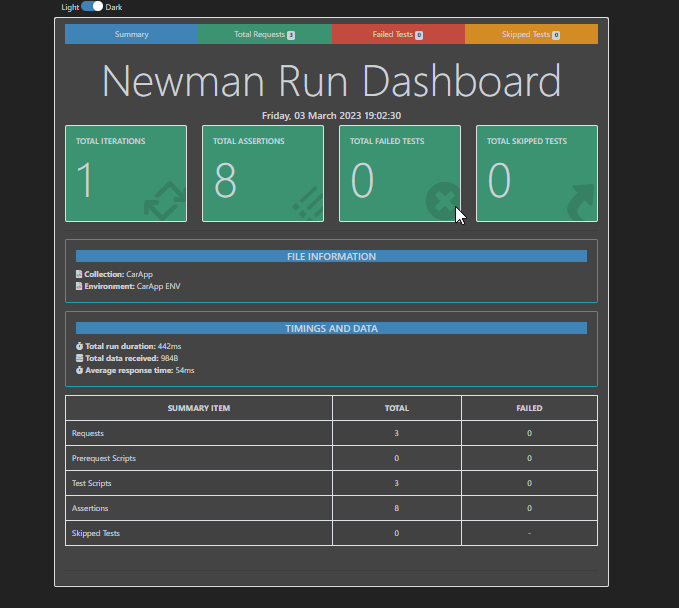 Light Dark
Summary Total Requests 3 Failed Tests 0 Skipped Tests 0
Newman Run Dashboard
Friday, 03 March 2023 19:02:30
TOTAL ITERATIONS TOTAL ASSERTIONS TOTAL FAILED TESTS TOTAL SKIPPED TESTS
1 8 0 0
FILE INFORMATION
Collection: CarApp
Environment: CarApp ENV
TIMINGS AND DATA
Total run duration: 442ms
Total data received: 984B
Average response time: 54ms
SUMMARY ITEM TOTAL FAILED
Requests 3 0
Prerequest Scripts 0 0
Test Scripts 3 0
Assertions 8 0
Skipped Tests 0 -